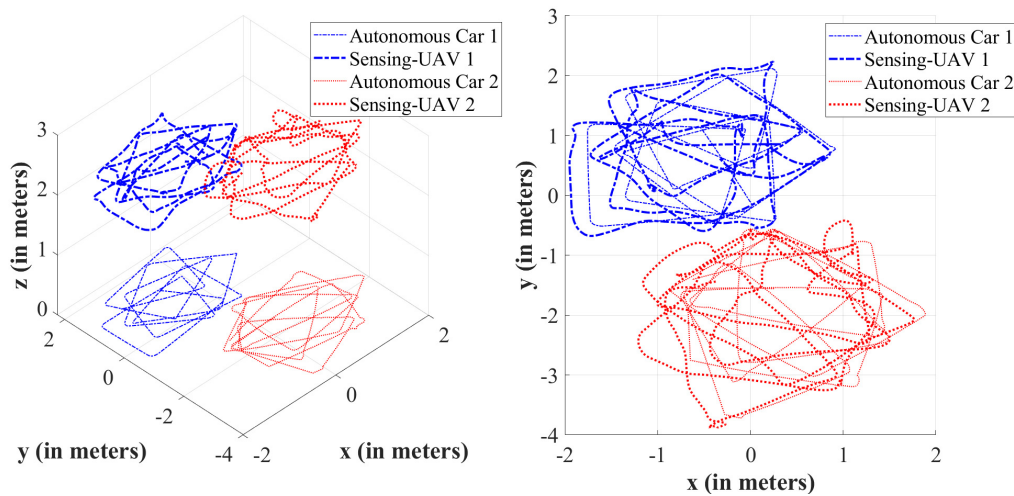 Autonomous Car 1
Sensing-UAV 1
Autonomous Car 2
Sensing-UAV 2
3
2
1
0
z (in meters)
2
0
-2
-4
y (in meters)
-2
0
2
x (in meters)
Autonomous Car 1
Sensing-UAV 1
Autonomous Car 2
Sensing-UAV 2
3
2
1
0
-1
-2
-3
-4
y (in meters)
-2
-1
0
1
2
x (in meters)